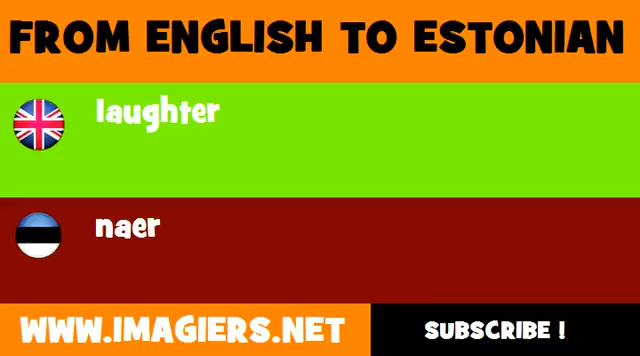 FROM ENGLISH TO ESTONIAN
laughter
naer
WWW.IMAGIERS.NET
SUBSCRIBE !